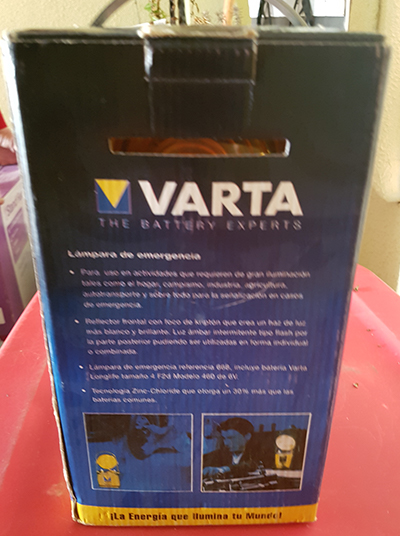 VARTA
THE BATTERY EXPERTS
Lámpara de emergencia
Para uso en actividades que requieren de gran iluminación
tales como el hogar, campismo, industria, agricultura,
autotransporte y sobre todo para la señalización en casos
de emergencia.
Reflector frontal con foco de kriptón que crea un haz de luz
más blanco y brillante. Luz ámbar intermitente tipo flash por
la parte posterior pudiendo ser utilizadas en forma individual
o combinada.
Lámpara de emergencia referencia 688, incluye batería Varta
Longlife tamaño 4 F2d Modelo 460 de 6V.
Tecnología Zinc-Chloride que otorga un 30% más que las
baterías comunes.
¡La Energía que Ilumina tu Mundo!